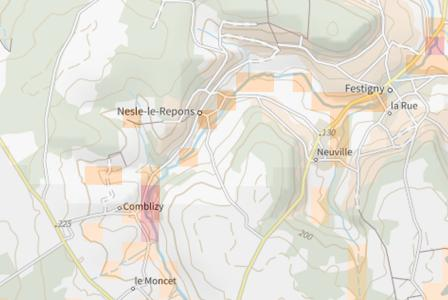 Festigny
la Rue
Nesle-le-Repons
130
Neuville
Comblizy
225
200
le Moncet